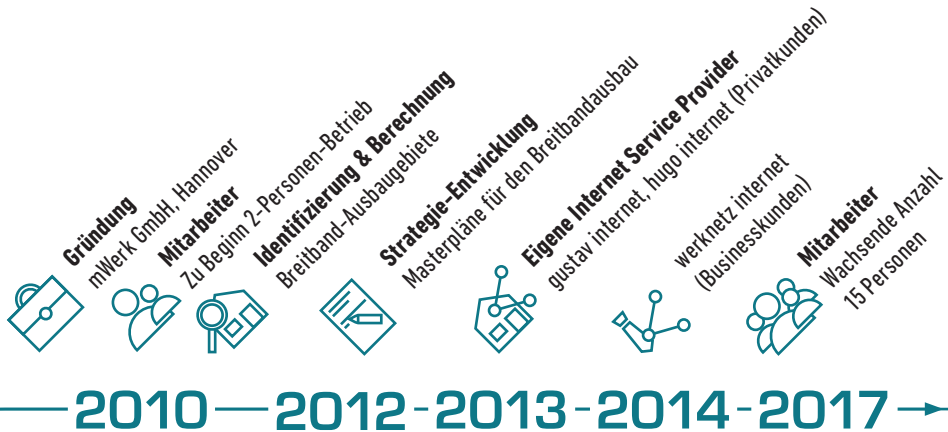 Gründung
mWerk GmbH, Hannover
Mitarbeiter
Zu Beginn 2-Personen-Betrieb
Identifizierung & Berechnung
Breitband-Ausbaugebiete
Strategie-Entwicklung
Masterpläne für den Breitbandausbau
Eigene Internet Service Provider
gustav internet, hugo internet (Privatkunden)
werknetz internet
(Businesskunden)
Mitarbeiter
Wachsende Anzahl
15 Personen
2010
2012
2013
2014
2017